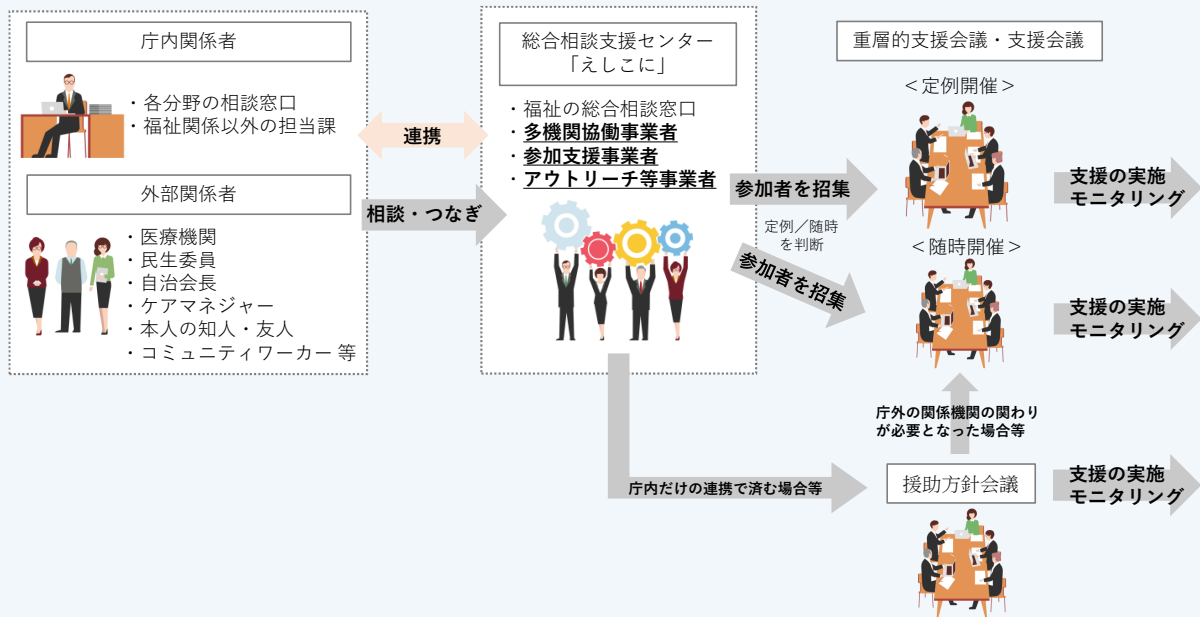 庁内関係者
・各分野の相談窓口
・福祉関係以外の担当課
外部関係者
・医療機関
・民生委員
・自治会長
・ケアマネジャー
・本人の知人・友人
・コミュニティワーカー 等
連携
相談・つなぎ
総合相談支援センター
「えしこに」
・福祉の総合相談窓口
・多機関協働事業者
・参加支援事業者
・アウトリーチ等事業者
参加者を招集
定例／随時
を判断
参加者を招集
重層的支援会議・支援会議
＜定例開催＞
支援の実施
モニタリング
＜随時開催＞
支援の実施
モニタリング
庁外の関係機関の関わり
が必要となった場合等
庁内だけの連携で済む場合等
援助方針会議
支援の実施
モニタリング